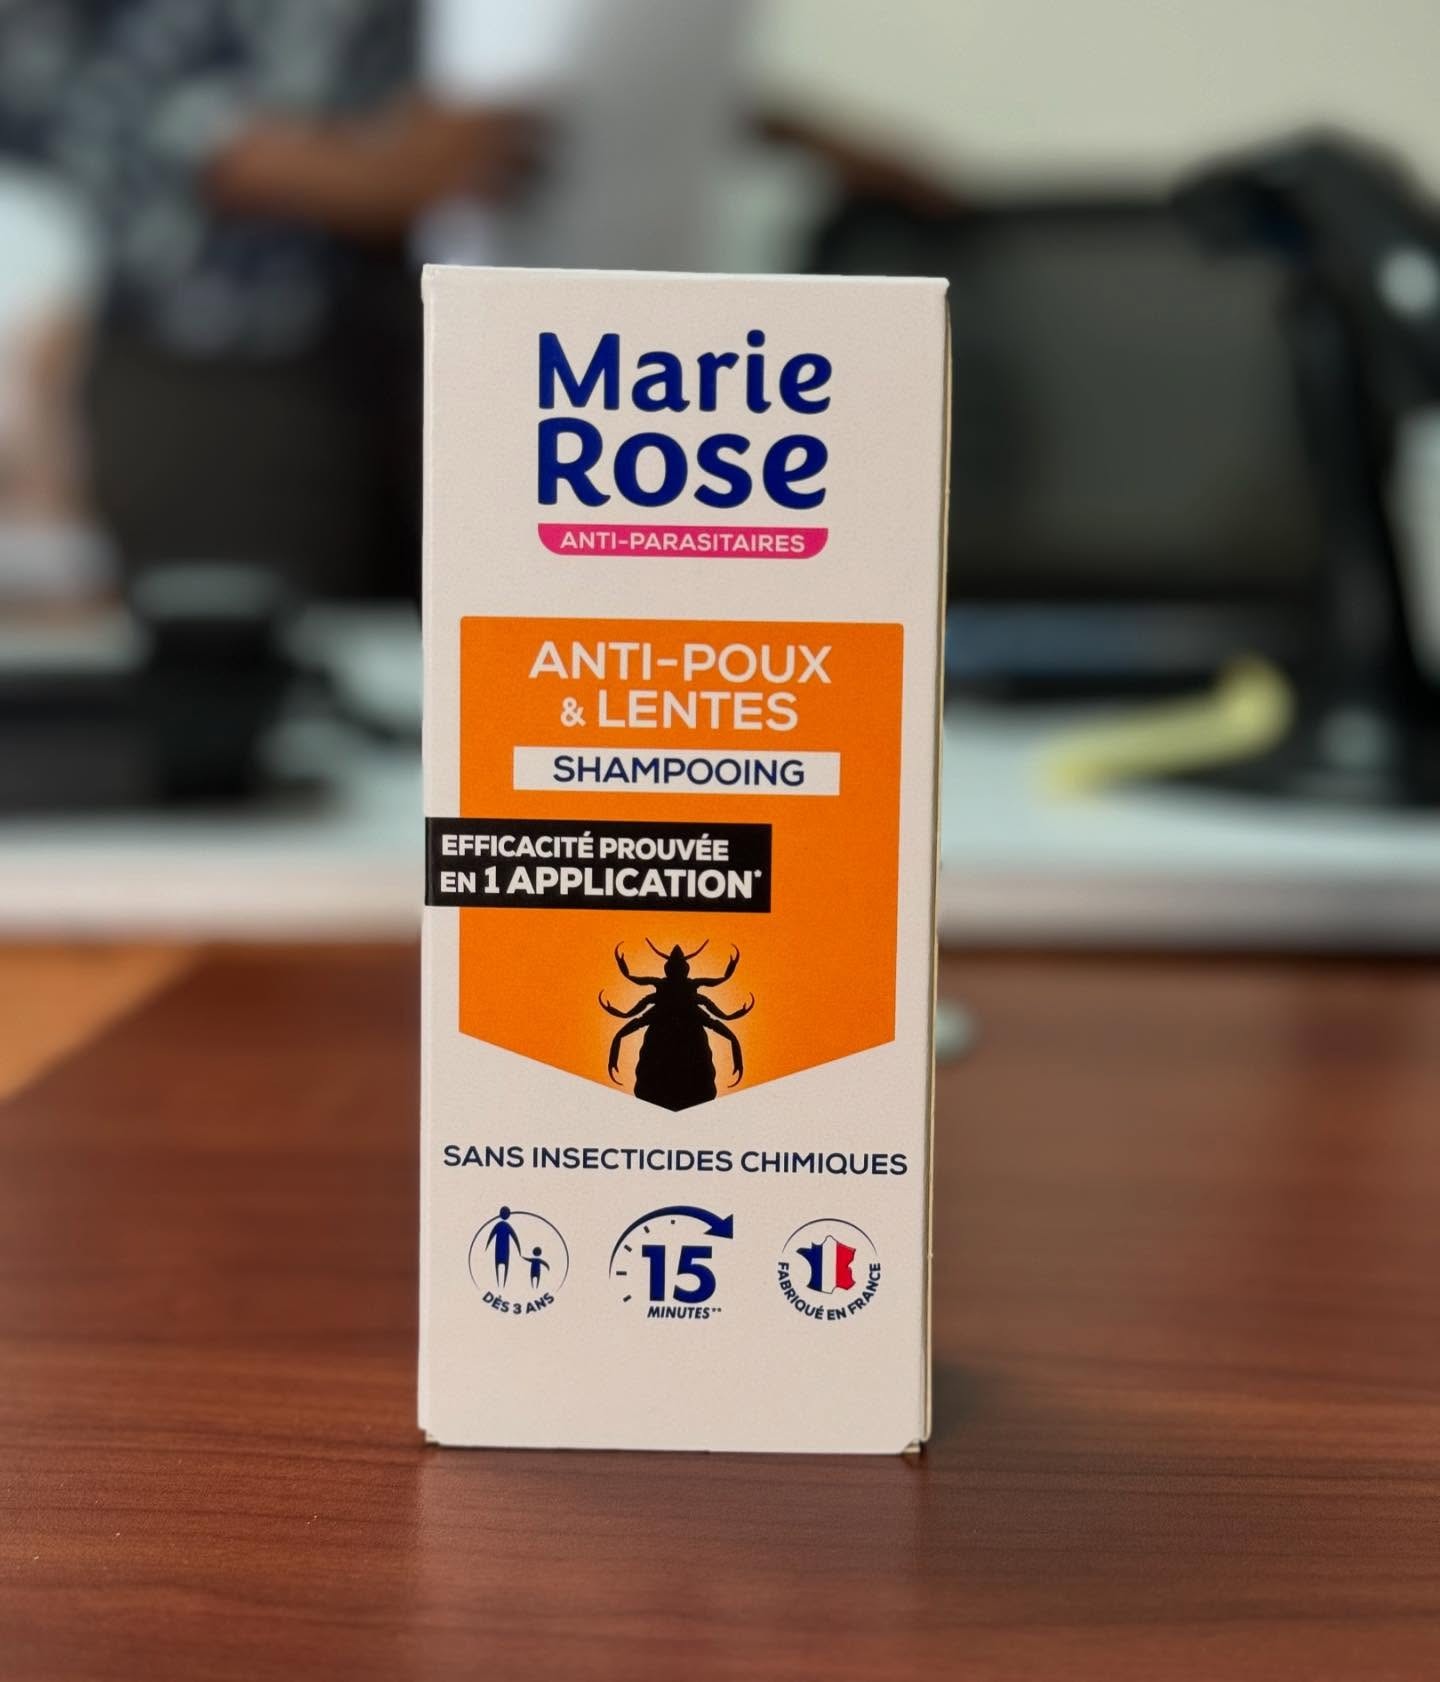 Marie
Rose
ANTI-PARASITAIRES
ANTI-POUX
& LENTES
SHAMPOOING
EFFICACITÉ PROUVÉE
EN 1 APPLICATION*
SANS INSECTICIDES CHIMIQUES
DÈS 3 ANS
15
MINUTES**
FABRIQUÉ EN FRANCE